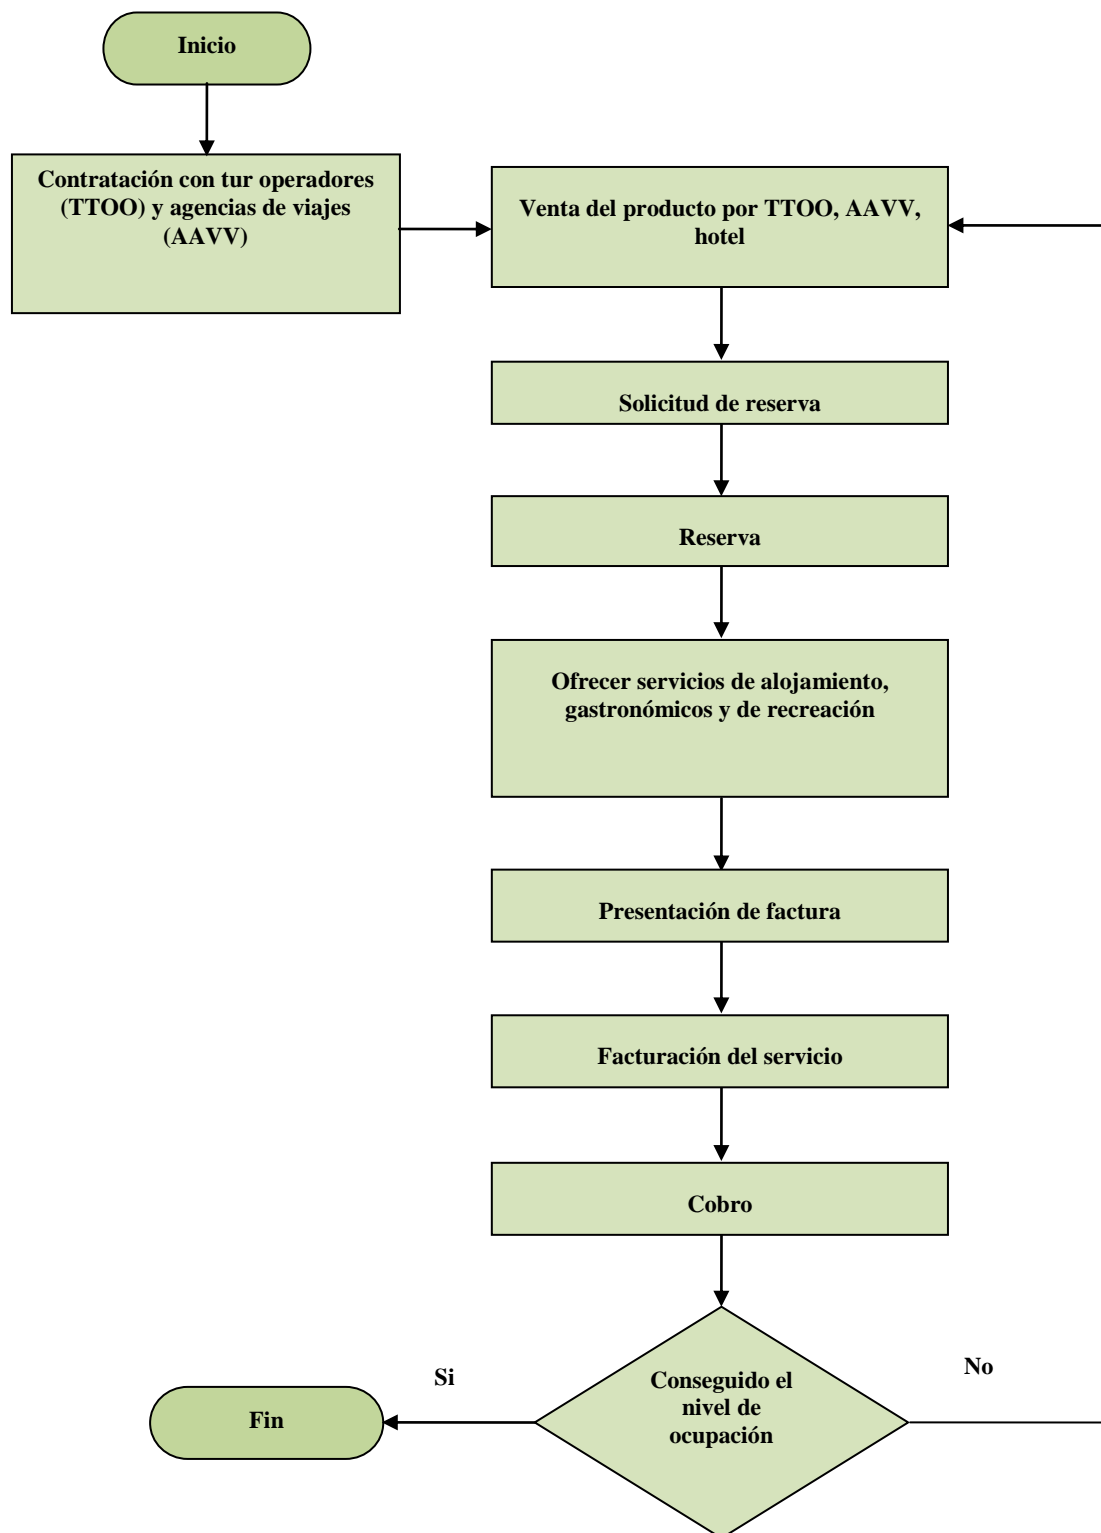 Inicio
Contratación con tur operadores
(TTOO) y agencias de viajes
(AAVV)
Venta del producto por TTOO, AAVV,
hotel
Solicitud de reserva
Reserva
Ofrecer servicios de alojamiento,
gastronómicos y de recreación
Presentación de factura
Facturación del servicio
Cobro
Conseguido el
nivel de
ocupación
Si
No
Fin